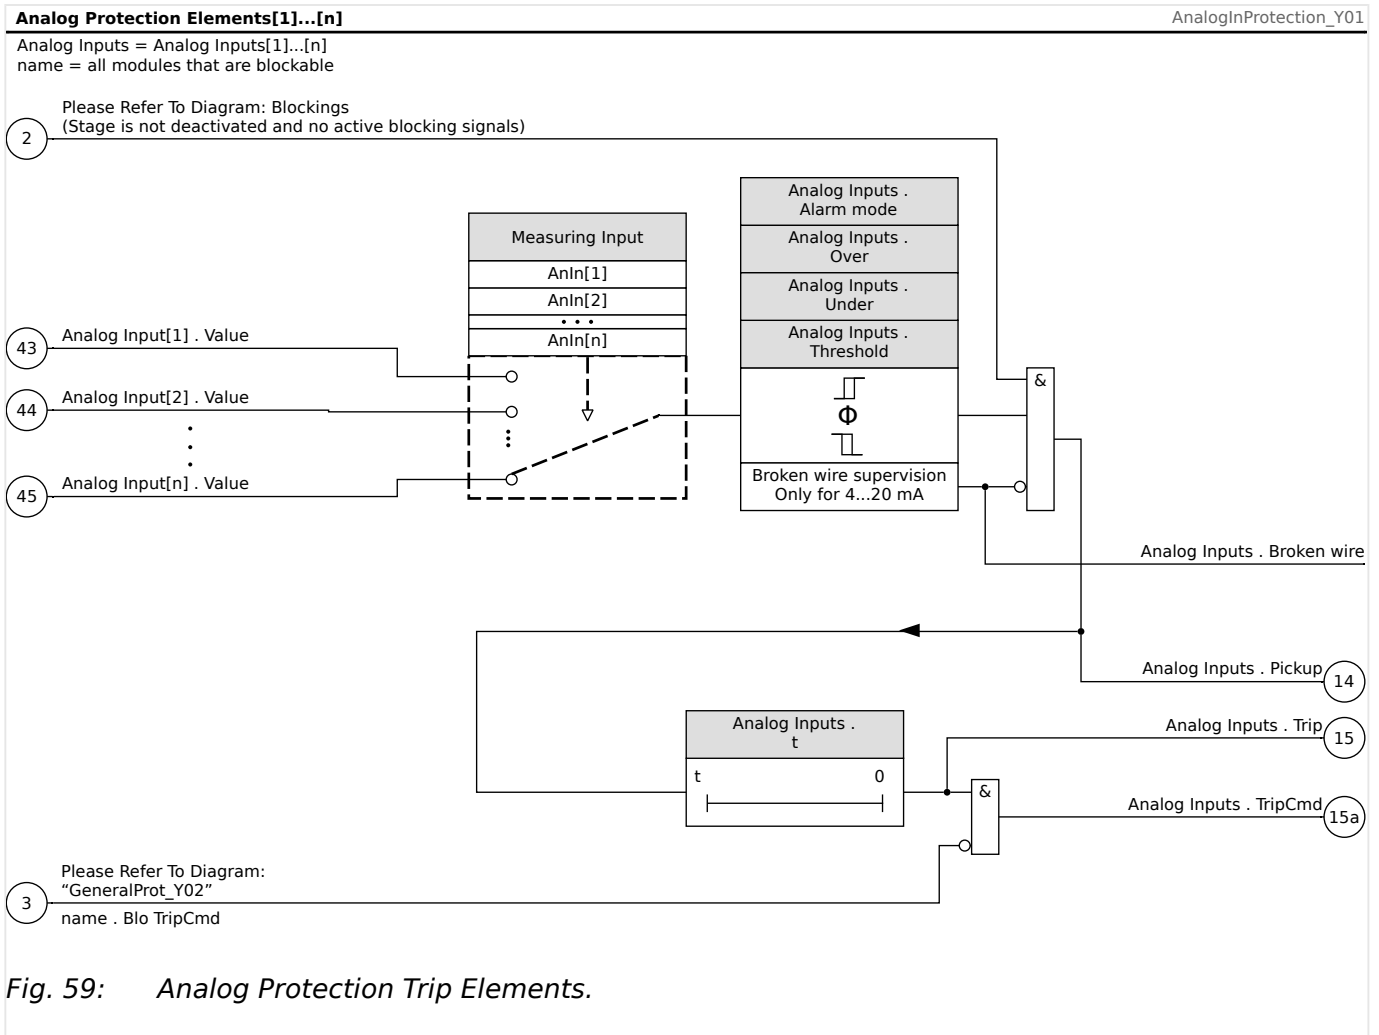 Analog Protection Elements[1]...[n]
AnalogInProtection_Y01
Analog Inputs = Analog Inputs[1]...[n]
name = all modules that are blockable
Please Refer To Diagram: Blockings
(Stage is not deactivated and no active blocking signals)
2
Analog Inputs .
Alarm mode
Analog Inputs .
Over
Analog Inputs .
Under
Analog Inputs .
Threshold
Measuring Input
AnIn[1]
AnIn[2]
• • •
AnIn[n]
43
Analog Input[1] . Value
44
Analog Input[2] . Value
45
Analog Input[n] . Value
Φ
Broken wire supervision
Only for 4...20 mA
&
Analog Inputs . Broken wire
Analog Inputs . Pickup
14
Analog Inputs .
t
t 0
Analog Inputs . Trip
15
&
Analog Inputs . TripCmd
15a
Please Refer To Diagram:
“GeneralProt_Y02”
3
name . Blo TripCmd
Fig. 59: Analog Protection Trip Elements.